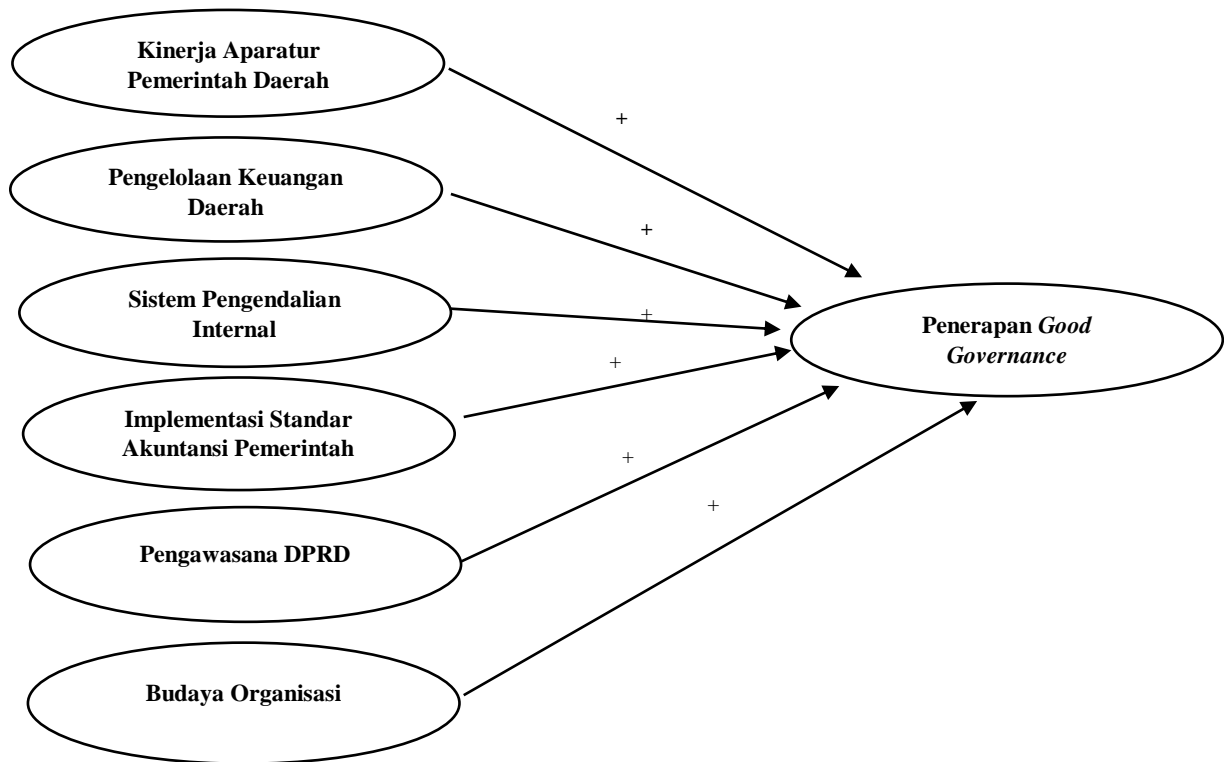 Kinerja Aparatur
Pemerintah Daerah
+
Pengelolaan Keuangan
Daerah
+
Sistem Pengendalian
Internal
+
Penerapan Good
Governance
+
Implementasi Standar
Akuntansi Pemerintah
+
Pengawasana DPRD
+
Budaya Organisasi